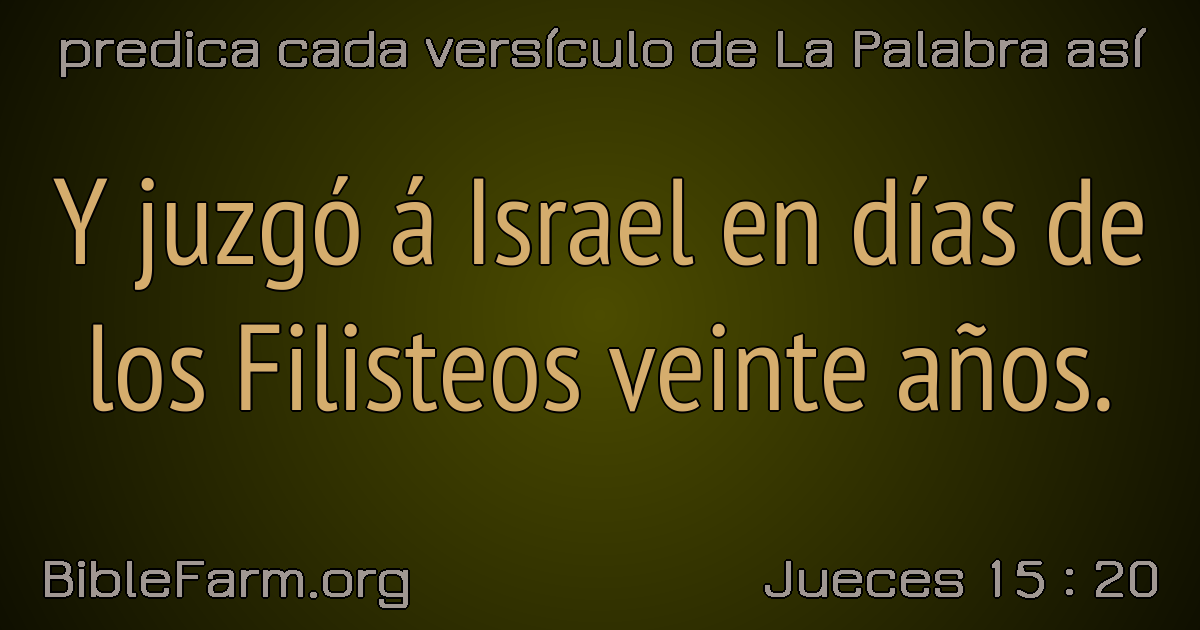 predica cada versículo de La Palabra así
Y juzgó á Israel en días de
los Filisteos veinte años.
BibleFarm.org
Jueces 15 : 20